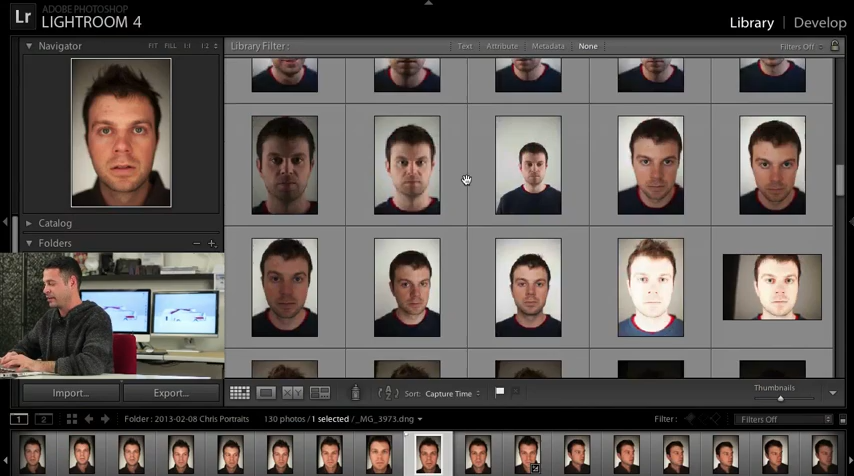 Lr
ADOBE PHOTOSHOP
LIGHTROOM 4
Library | Develop
Navigator
FIT FILL 1:1 1:2
Library Filter :
Text Attribute Metadata None
Filters Off
Catalog
Folders
Import...
Export...
Sort: Capture Time
Thumbnails
1 2
Folder : 2013-02-08 Chris Portraits
130 photos / 1 selected / _MG_3973.dng
Filter :
Filters Off